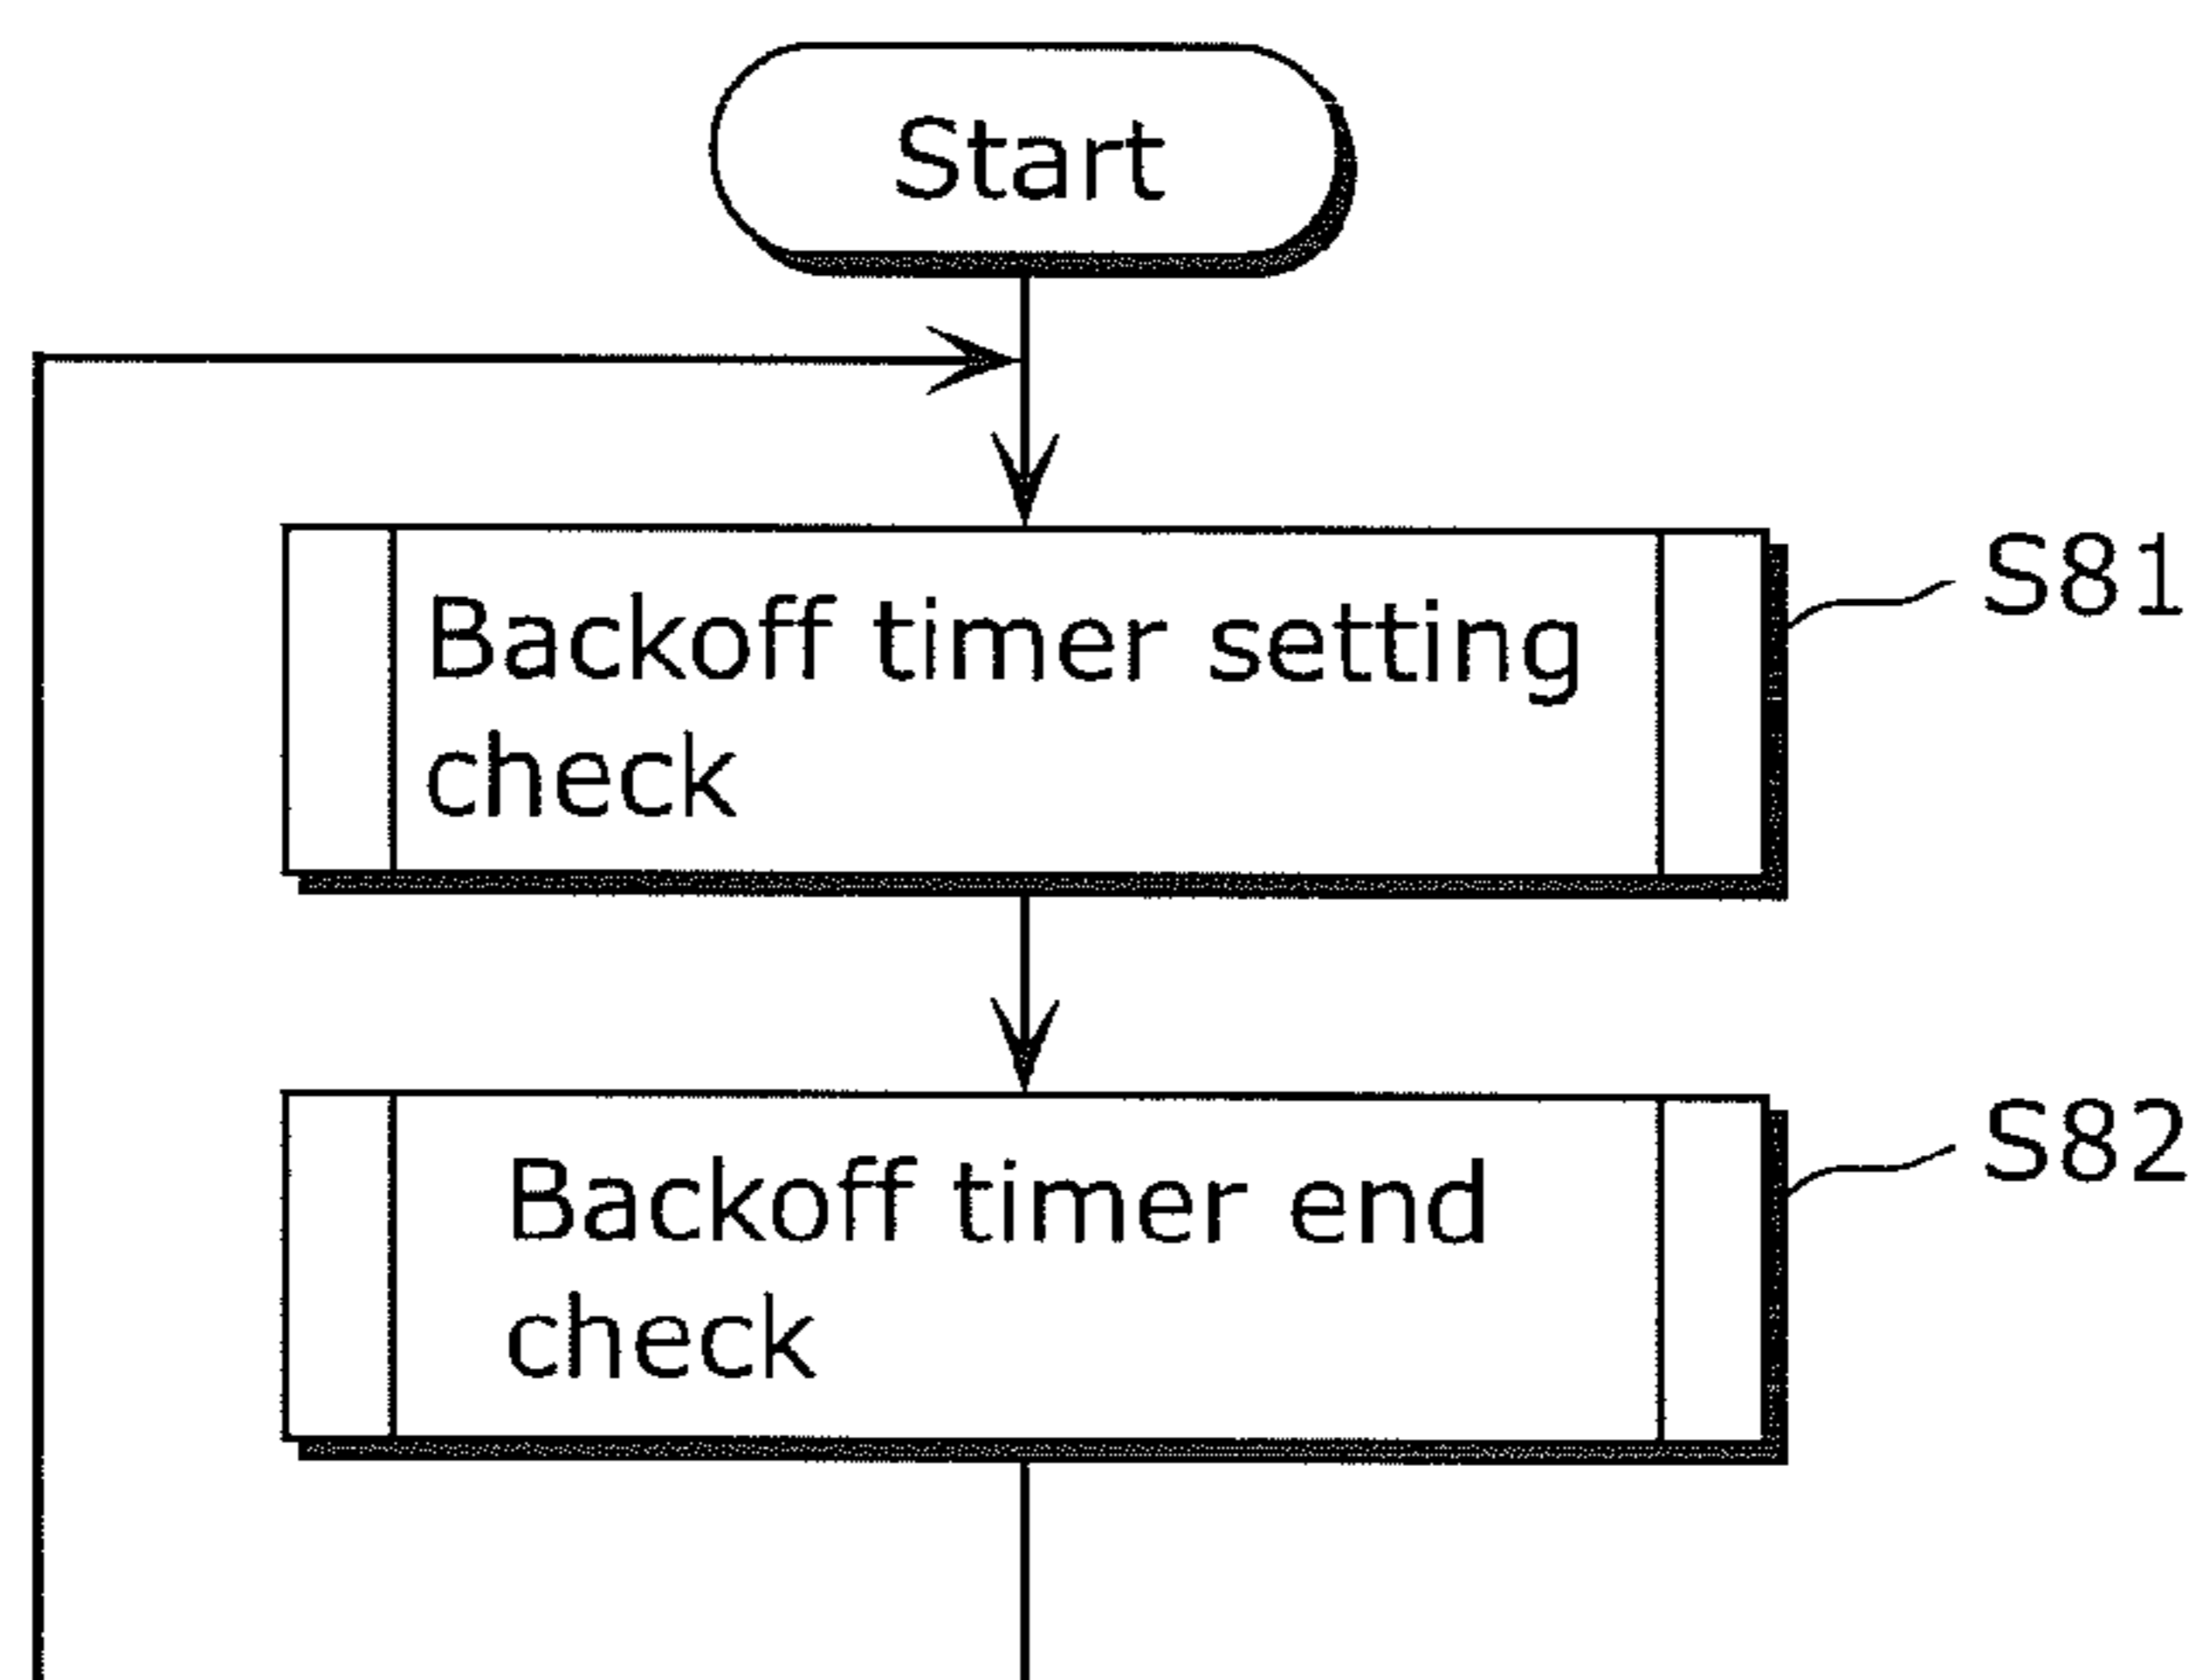 Start
S81
Backoff timer setting
check
S82
Backoff timer end
check